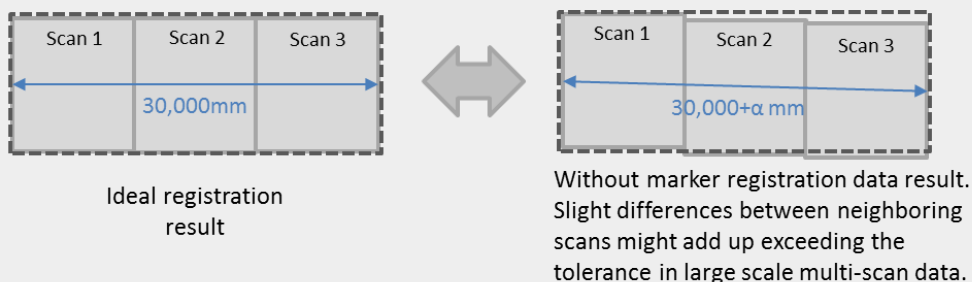 Scan 1 Scan 2 Scan 3
30,000mm
Ideal registration
result
Scan 1 Scan 2 Scan 3
30,000+α mm
Without marker registration data result.
Slight differences between neighboring
scans might add up exceeding the
tolerance in large scale multi-scan data.